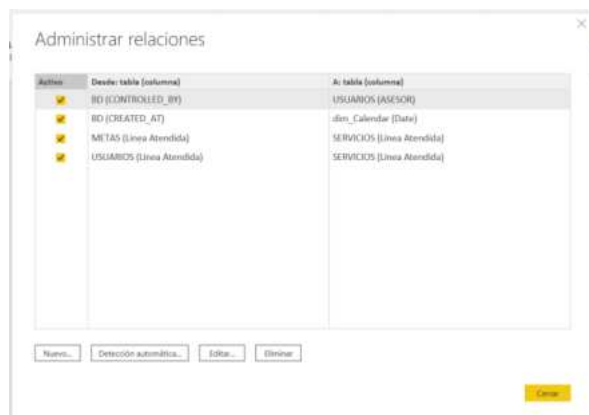 Administrar relaciones
Activo Desde: tabla (columna) A: tabla (columna)
BD (CONTROLLED_BY) USUARIOS (ASESOR)
BD (CREATED_AT) dim_Calendar (Date)
METAS (Linea Atendida) SERVICIOS (Linea Atendida)
USUARIOS (Linea Atendida) SERVICIOS (Linea Atendida)
Nuevo... Detección automática... Editar... Eliminar
Cerrar